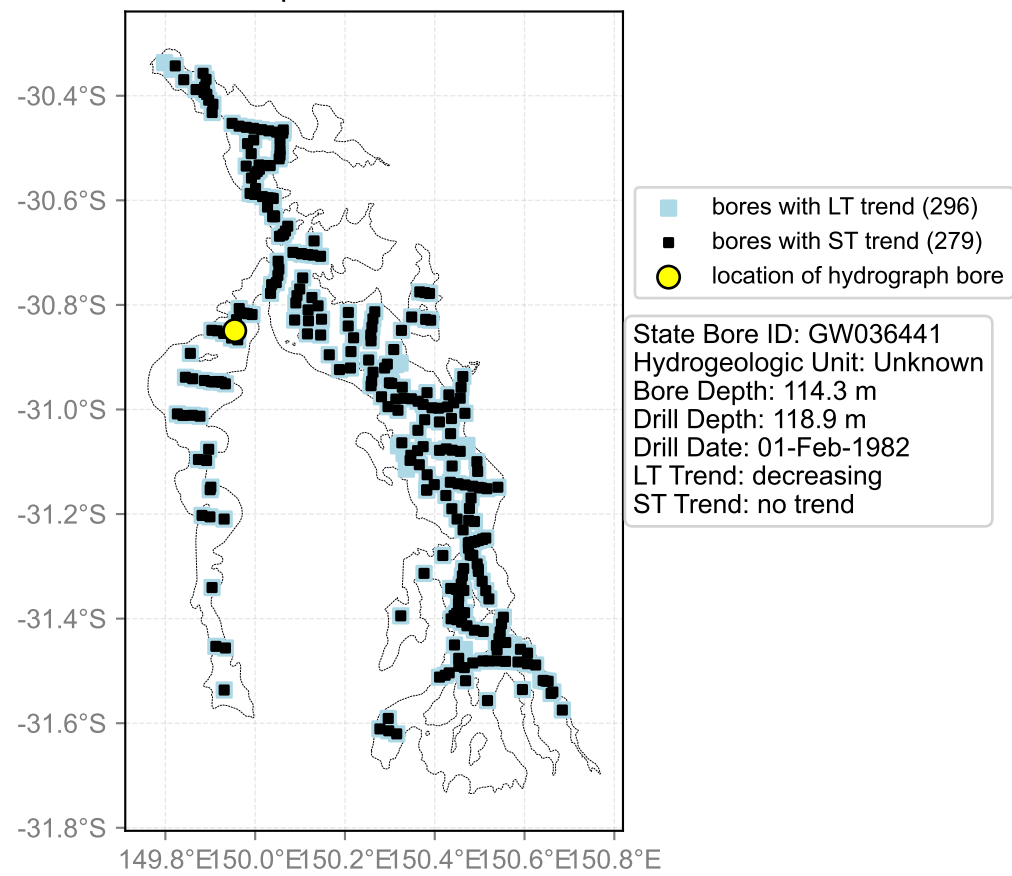 -30.4°S
-30.6°S
-30.8°S
-31.0°S
-31.2°S
-31.4°S
-31.6°S
-31.8°S
149.8°E150.0°E150.2°E150.4°E150.6°E150.8°E
bores with LT trend (296)
bores with ST trend (279)
location of hydrograph bore
State Bore ID: GW036441
Hydrogeologic Unit: Unknown
Bore Depth: 114.3 m
Drill Depth: 118.9 m
Drill Date: 01-Feb-1982
LT Trend: decreasing
ST Trend: no trend